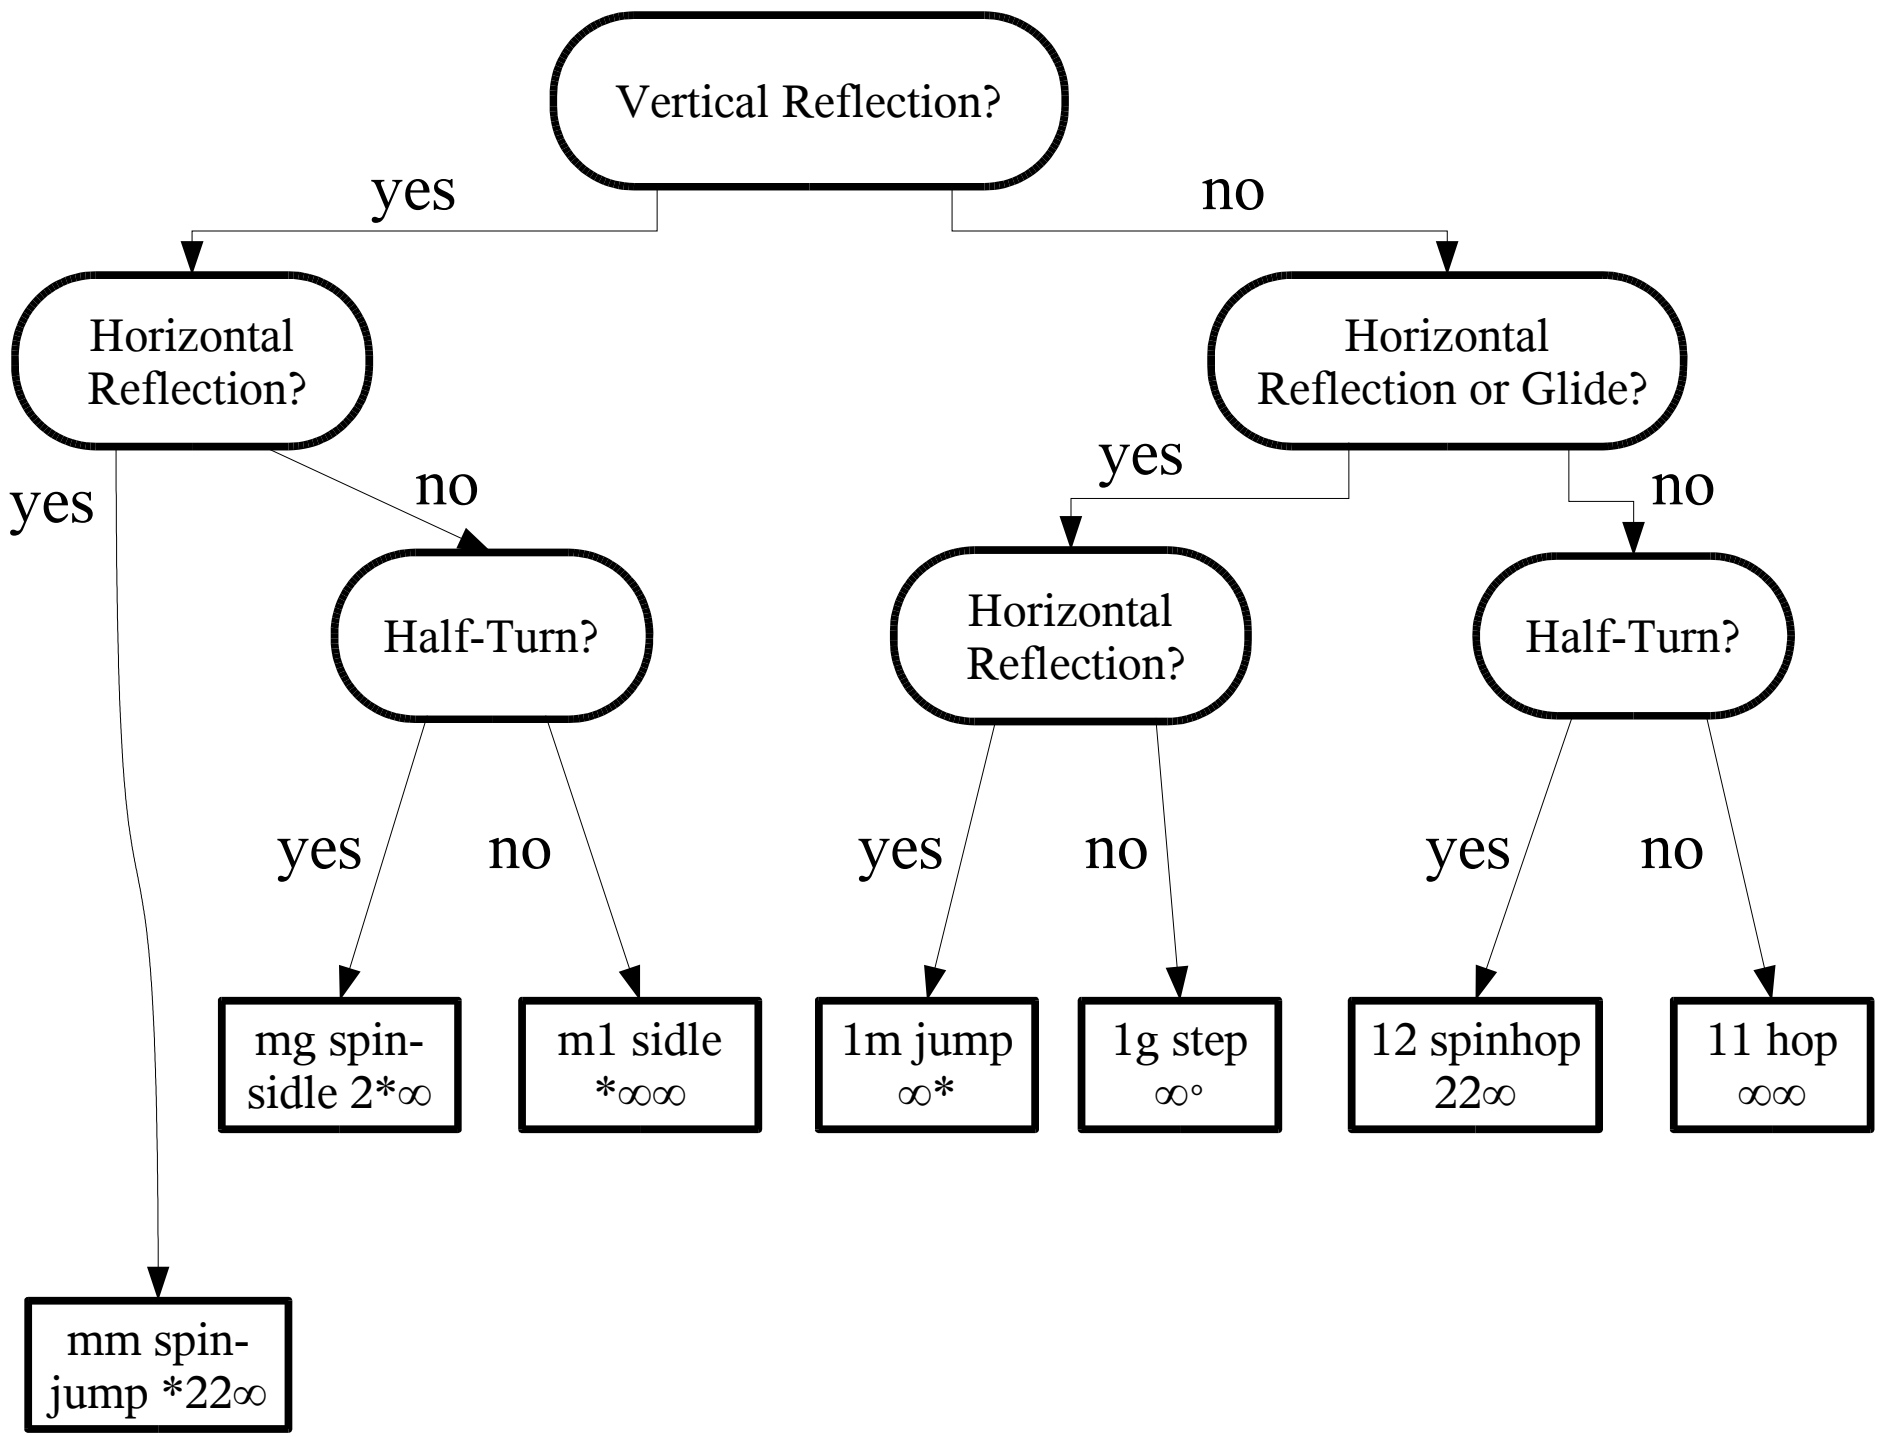 Vertical Reflection?
yes
no
Horizontal
Reflection?
Horizontal
Reflection or Glide?
yes
no
yes
no
Half-Turn?
Horizontal
Reflection?
Half-Turn?
yes
no
yes
no
yes
no
mg spin-
sidle 2*∞
m1 sidle
*∞∞
1m jump
∞*
1g step
∞∘
12 spinhop
22∞
11 hop
∞∞
mm spin-
jump *22∞